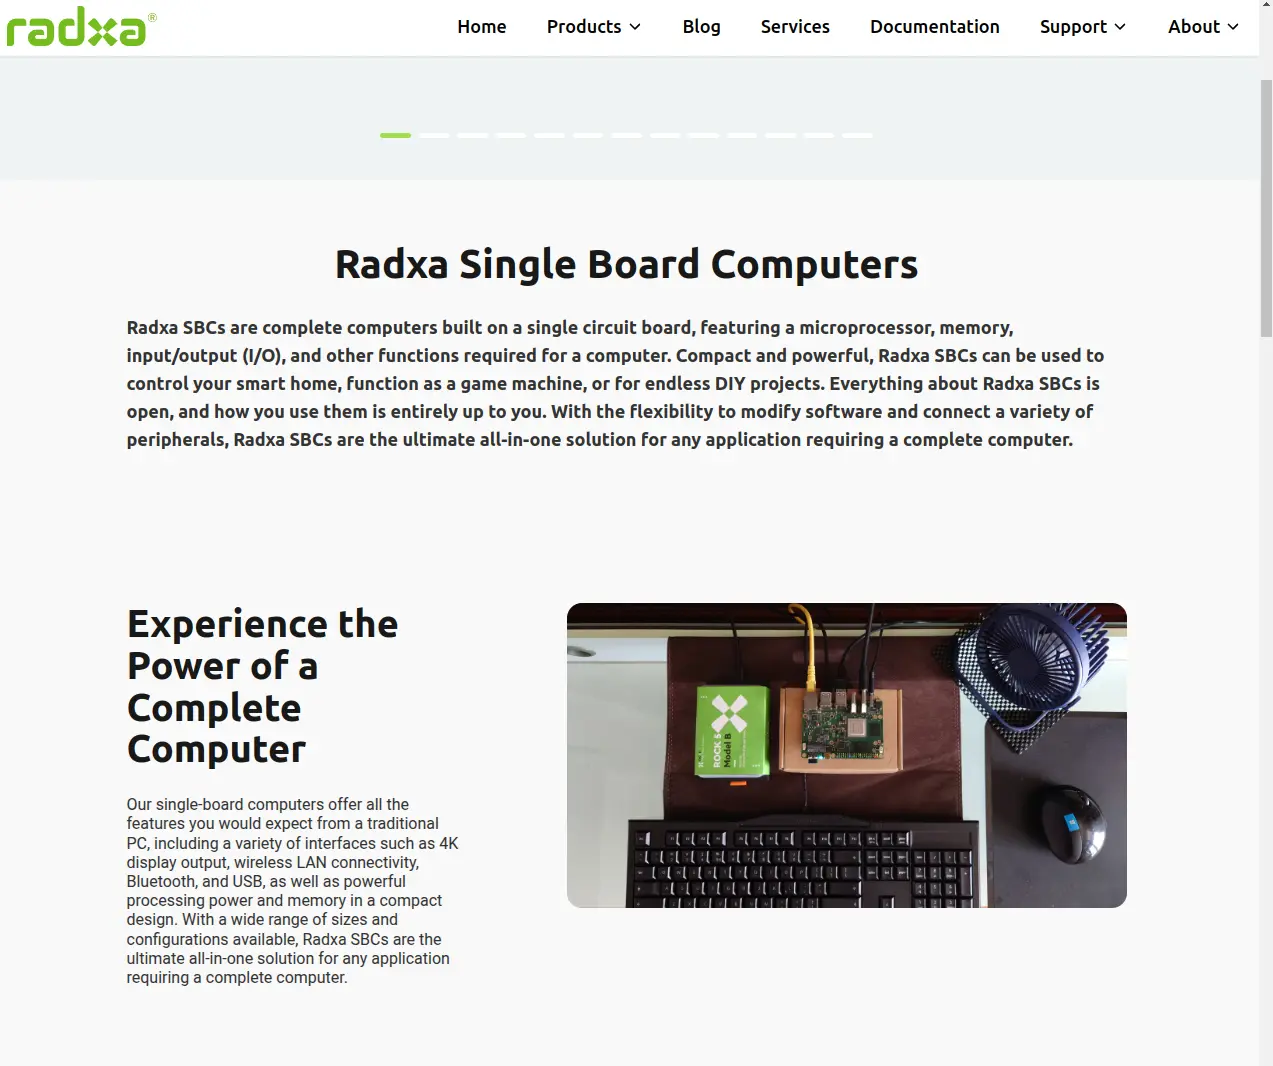 radxa®
Home Products Blog Services Documentation Support About
Radxa Single Board Computers
Radxa SBCs are complete computers built on a single circuit board, featuring a microprocessor, memory,
input/output (I/O), and other functions required for a computer. Compact and powerful, Radxa SBCs can be used to
control your smart home, function as a game machine, or for endless DIY projects. Everything about Radxa SBCs is
open, and how you use them is entirely up to you. With the flexibility to modify software and connect a variety of
peripherals, Radxa SBCs are the ultimate all-in-one solution for any application requiring a complete computer.
Experience the
Power of a
Complete
Computer
Our single-board computers offer all the
features you would expect from a traditional
PC, including a variety of interfaces such as 4K
display output, wireless LAN connectivity,
Bluetooth, and USB, as well as powerful
processing power and memory in a compact
design. With a wide range of sizes and
configurations available, Radxa SBCs are the
ultimate all-in-one solution for any application
requiring a complete computer.
ROCK 5
Model B